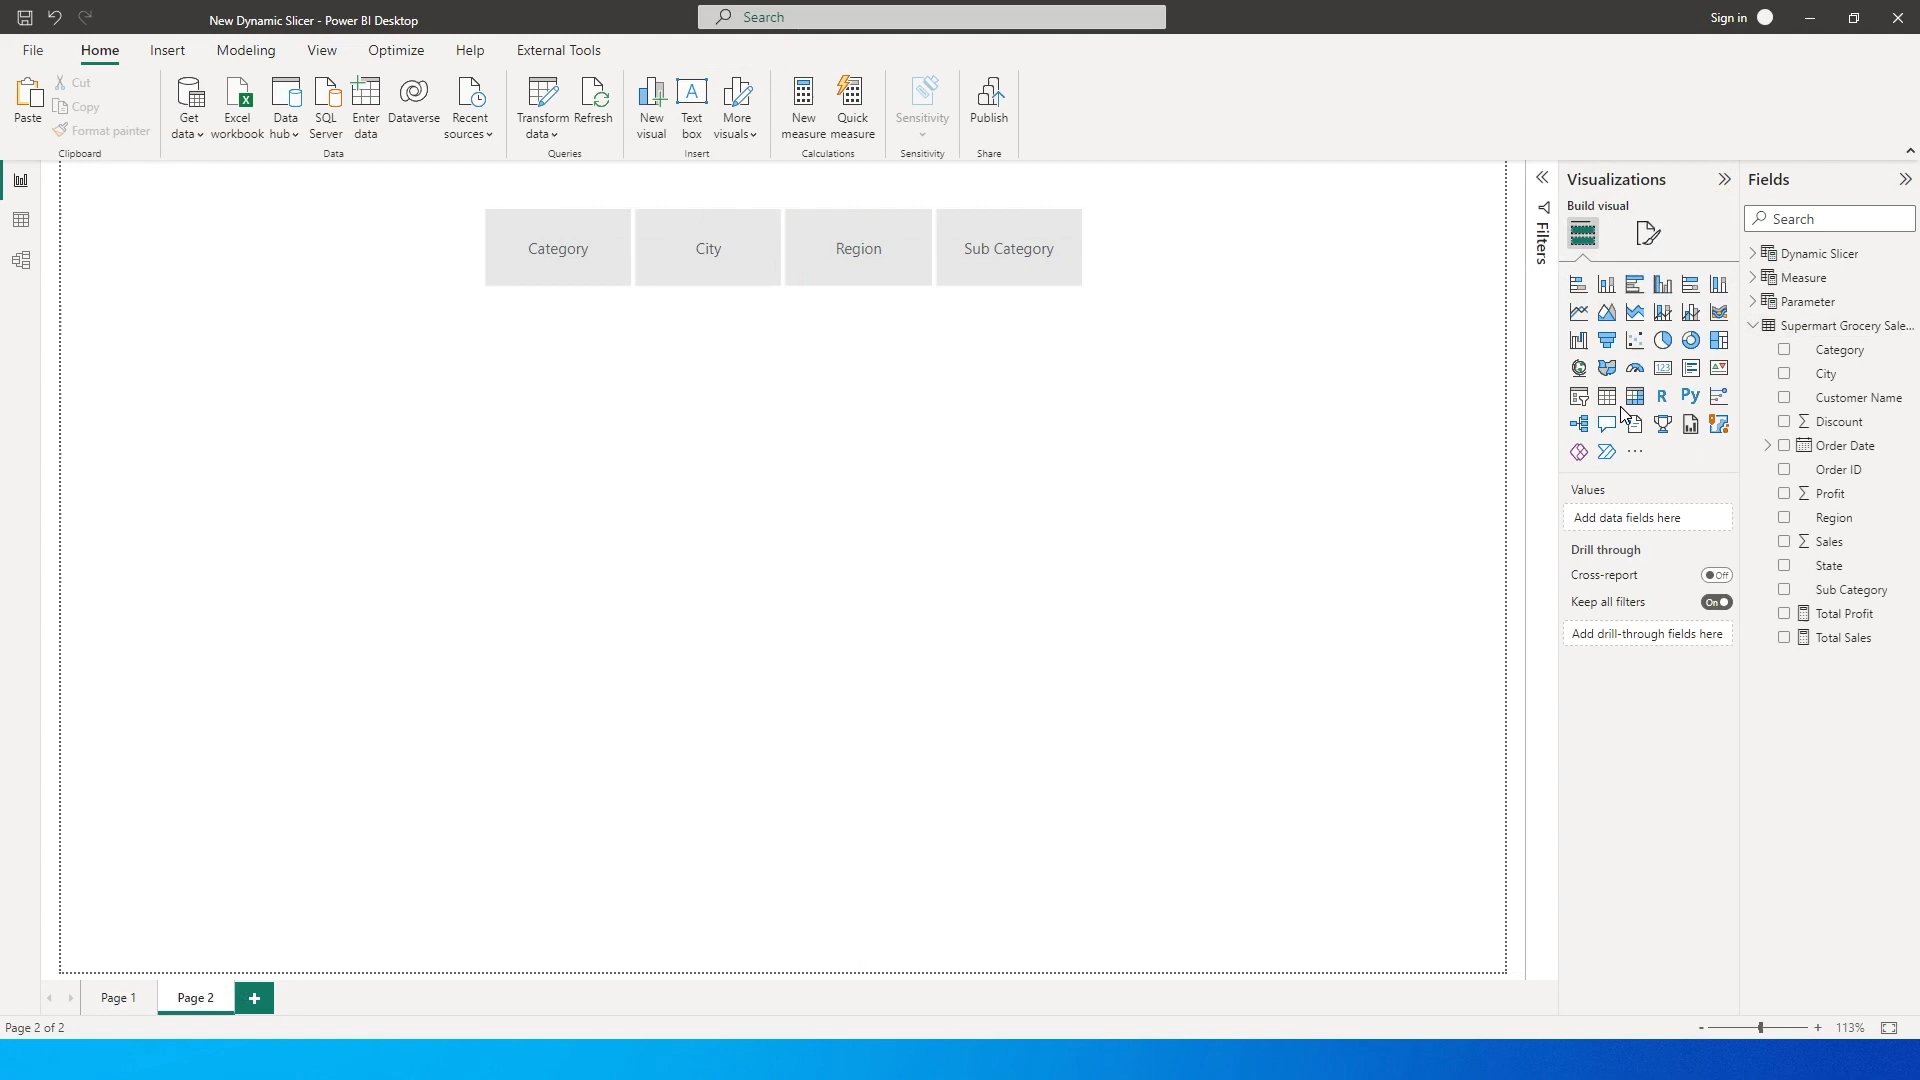 New Dynamic Slicer - Power BI Desktop
Search
Sign in
File Home Insert Modeling View Optimize Help External Tools
Paste
Cut
Copy
Format painter
Clipboard
Get data
Excel workbook
Data hub
SQL Server
Enter data
Dataverse
Recent sources
Data
Transform data
Refresh
Queries
New visual
Text box
More visuals
Insert
New measure
Quick measure
Calculations
Sensitivity
Sensitivity
Publish
Share
Category City Region Sub Category
Filters
Visualizations
Build visual
123
R
Py
Values
Add data fields here
Drill through
Cross-report Off
Keep all filters On
Add drill-through fields here
Fields
Search
Dynamic Slicer
Measure
Parameter
Supermart Grocery Sale...
Category
City
Customer Name
Discount
Order Date
Order ID
Profit
Region
Sales
State
Sub Category
Total Profit
Total Sales
Page 1 Page 2 +
Page 2 of 2
- + 113%